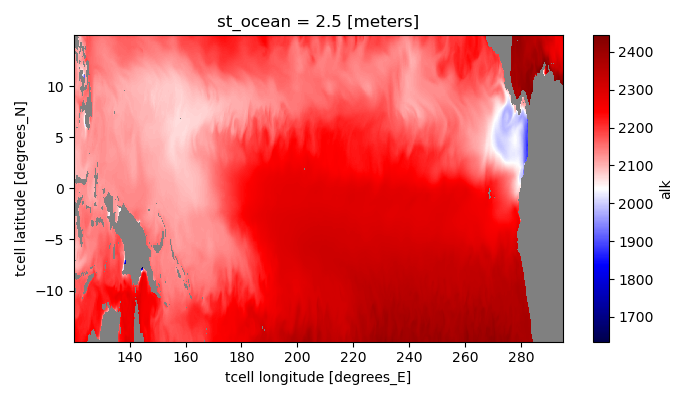 st_ocean = 2.5 [meters]
10
5
0
−5
−10
tcell latitude [degrees_N]
140 160 180 200 220 240 260 280
tcell longitude [degrees_E]
2400
2300
2200
2100
2000
1900
1800
1700
alk